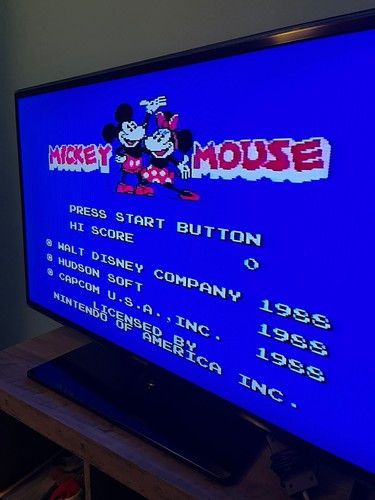 MICKEY MOUSE
PRESS START BUTTON
HI SCORE 0
© WALT DISNEY COMPANY 1988
© HUDSON SOFT 1988
© CAPCOM U.S.A.,INC. 1988
LICENSED BY
NINTENDO OF AMERICA INC.